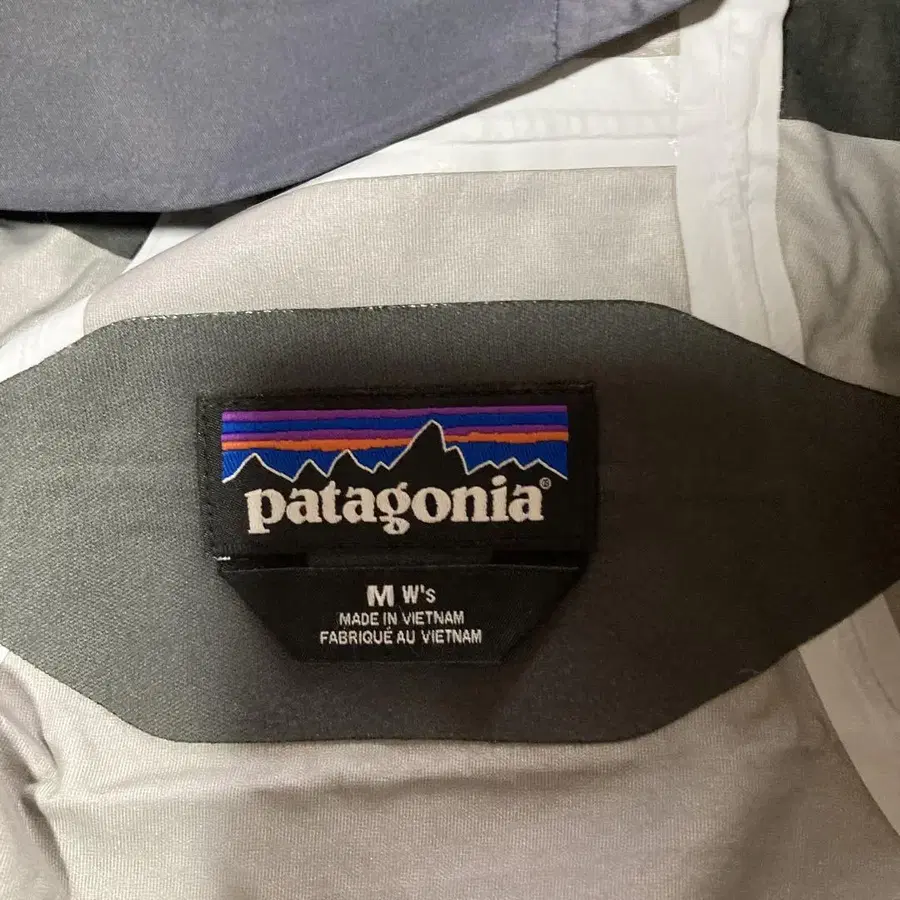 patagonia®
M W's
MADE IN VIETNAM
FABRIQUÉ AU VIETNAM